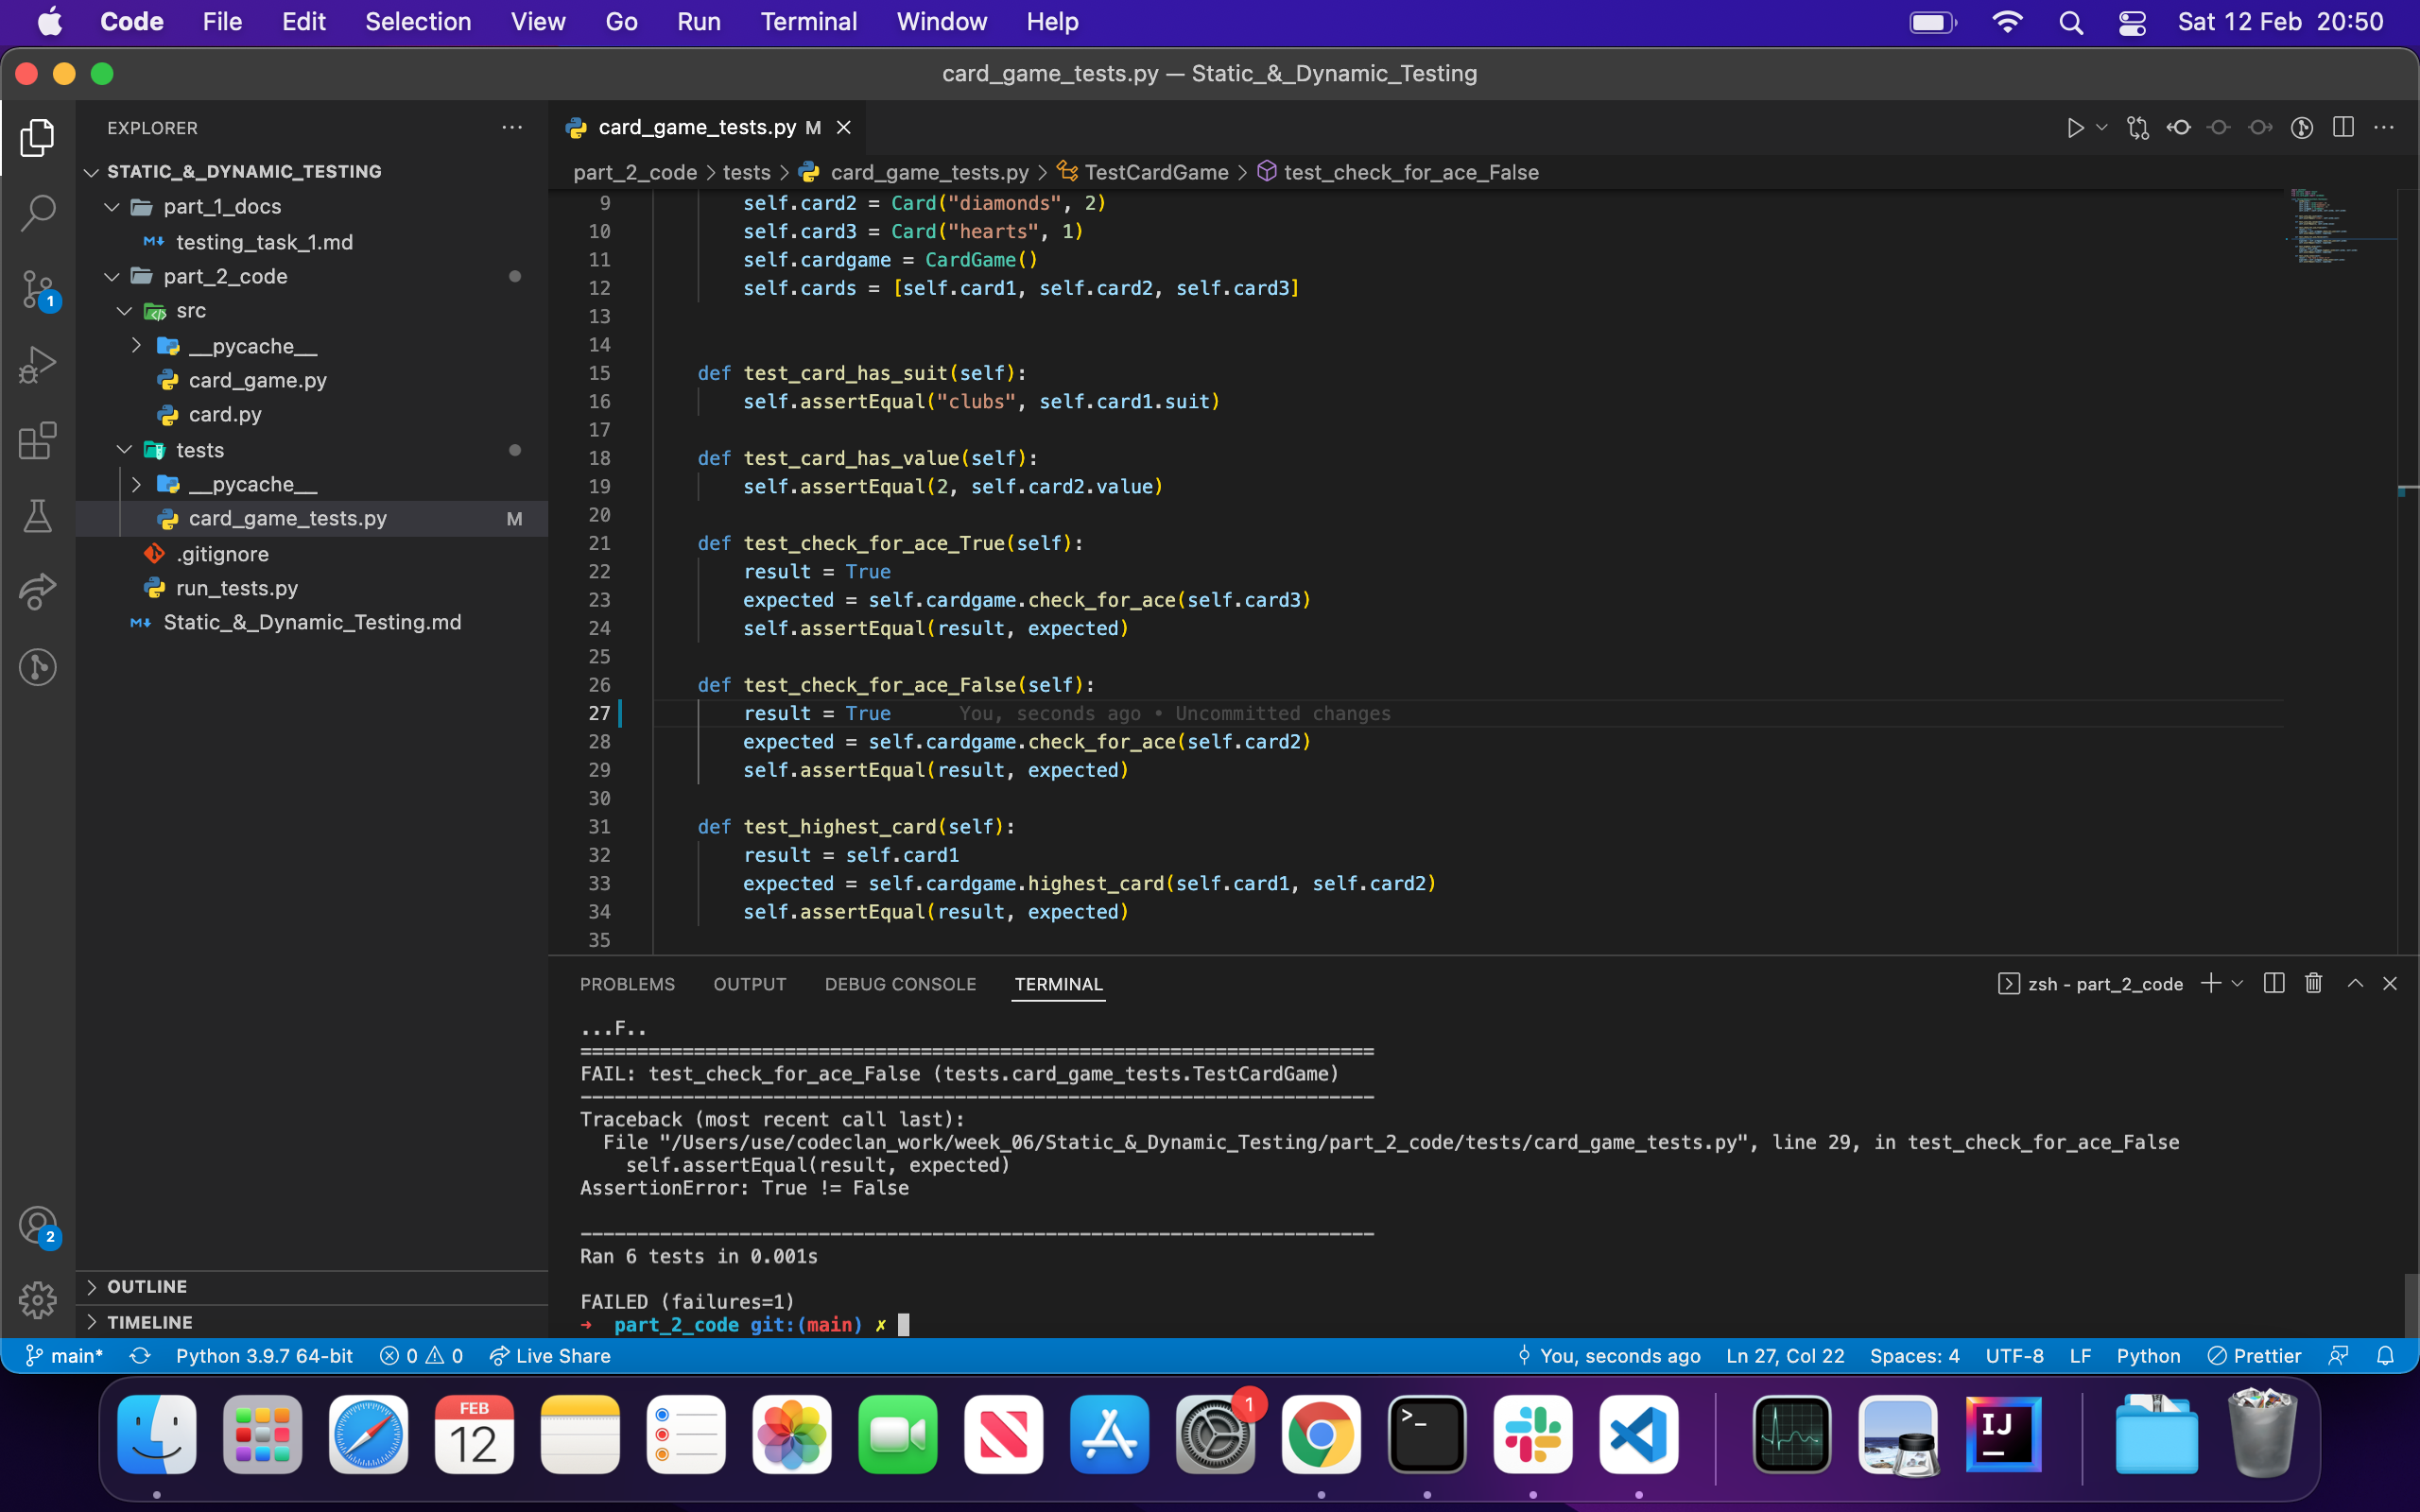 Code File Edit Selection View Go Run Terminal Window Help Sat 12 Feb 20:50
card_game_tests.py — Static_&_Dynamic_Testing
EXPLORER
STATIC_&_DYNAMIC_TESTING
part_1_docs
testing_task_1.md
part_2_code
src
__pycache__
card_game.py
card.py
tests
__pycache__
card_game_tests.py M
.gitignore
run_tests.py
Static_&_Dynamic_Testing.md
OUTLINE
TIMELINE
1
2
card_game_tests.py M
part_2_code > tests > card_game_tests.py > TestCardGame > test_check_for_ace_False
9 self.card2 = Card("diamonds", 2)
10 self.card3 = Card("hearts", 1)
11 self.cardgame = CardGame()
12 self.cards = [self.card1, self.card2, self.card3]
13
14
15 def test_card_has_suit(self):
16 self.assertEqual("clubs", self.card1.suit)
17
18 def test_card_has_value(self):
19 self.assertEqual(2, self.card2.value)
20
21 def test_check_for_ace_True(self):
22 result = True
23 expected = self.cardgame.check_for_ace(self.card3)
24 self.assertEqual(result, expected)
25
26 def test_check_for_ace_False(self):
27 result = True You, seconds ago • Uncommitted changes
28 expected = self.cardgame.check_for_ace(self.card2)
29 self.assertEqual(result, expected)
30
31 def test_highest_card(self):
32 result = self.card1
33 expected = self.cardgame.highest_card(self.card1, self.card2)
34 self.assertEqual(result, expected)
35
PROBLEMS OUTPUT DEBUG CONSOLE TERMINAL zsh - part_2_code
...F..
======================================================================
FAIL: test_check_for_ace_False (tests.card_game_tests.TestCardGame)
----------------------------------------------------------------------
Traceback (most recent call last):
File "/Users/use/codeclan_work/week_06/Static_&_Dynamic_Testing/part_2_code/tests/card_game_tests.py", line 29, in test_check_for_ace_False
self.assertEqual(result, expected)
AssertionError: True != False
----------------------------------------------------------------------
Ran 6 tests in 0.001s
FAILED (failures=1)
→ part_2_code git:(main) ✗
main* Python 3.9.7 64-bit 0 0 Live Share You, seconds ago Ln 27, Col 22 Spaces: 4 UTF-8 LF Python Prettier
FEB
12
1
>_
IJ